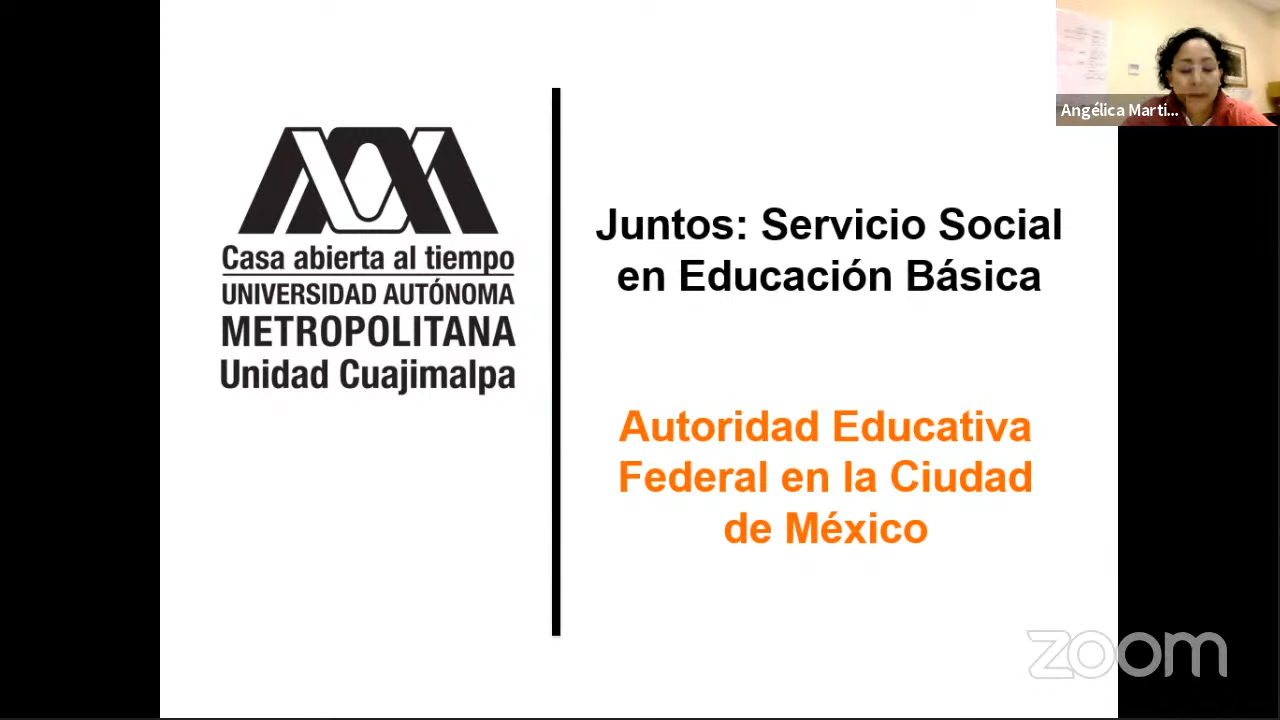 Casa abierta al tiempo
UNIVERSIDAD AUTÓNOMA
METROPOLITANA
Unidad Cuajimalpa
Juntos: Servicio Social
en Educación Básica
Autoridad Educativa
Federal en la Ciudad
de México
Angélica Marti...
zoom